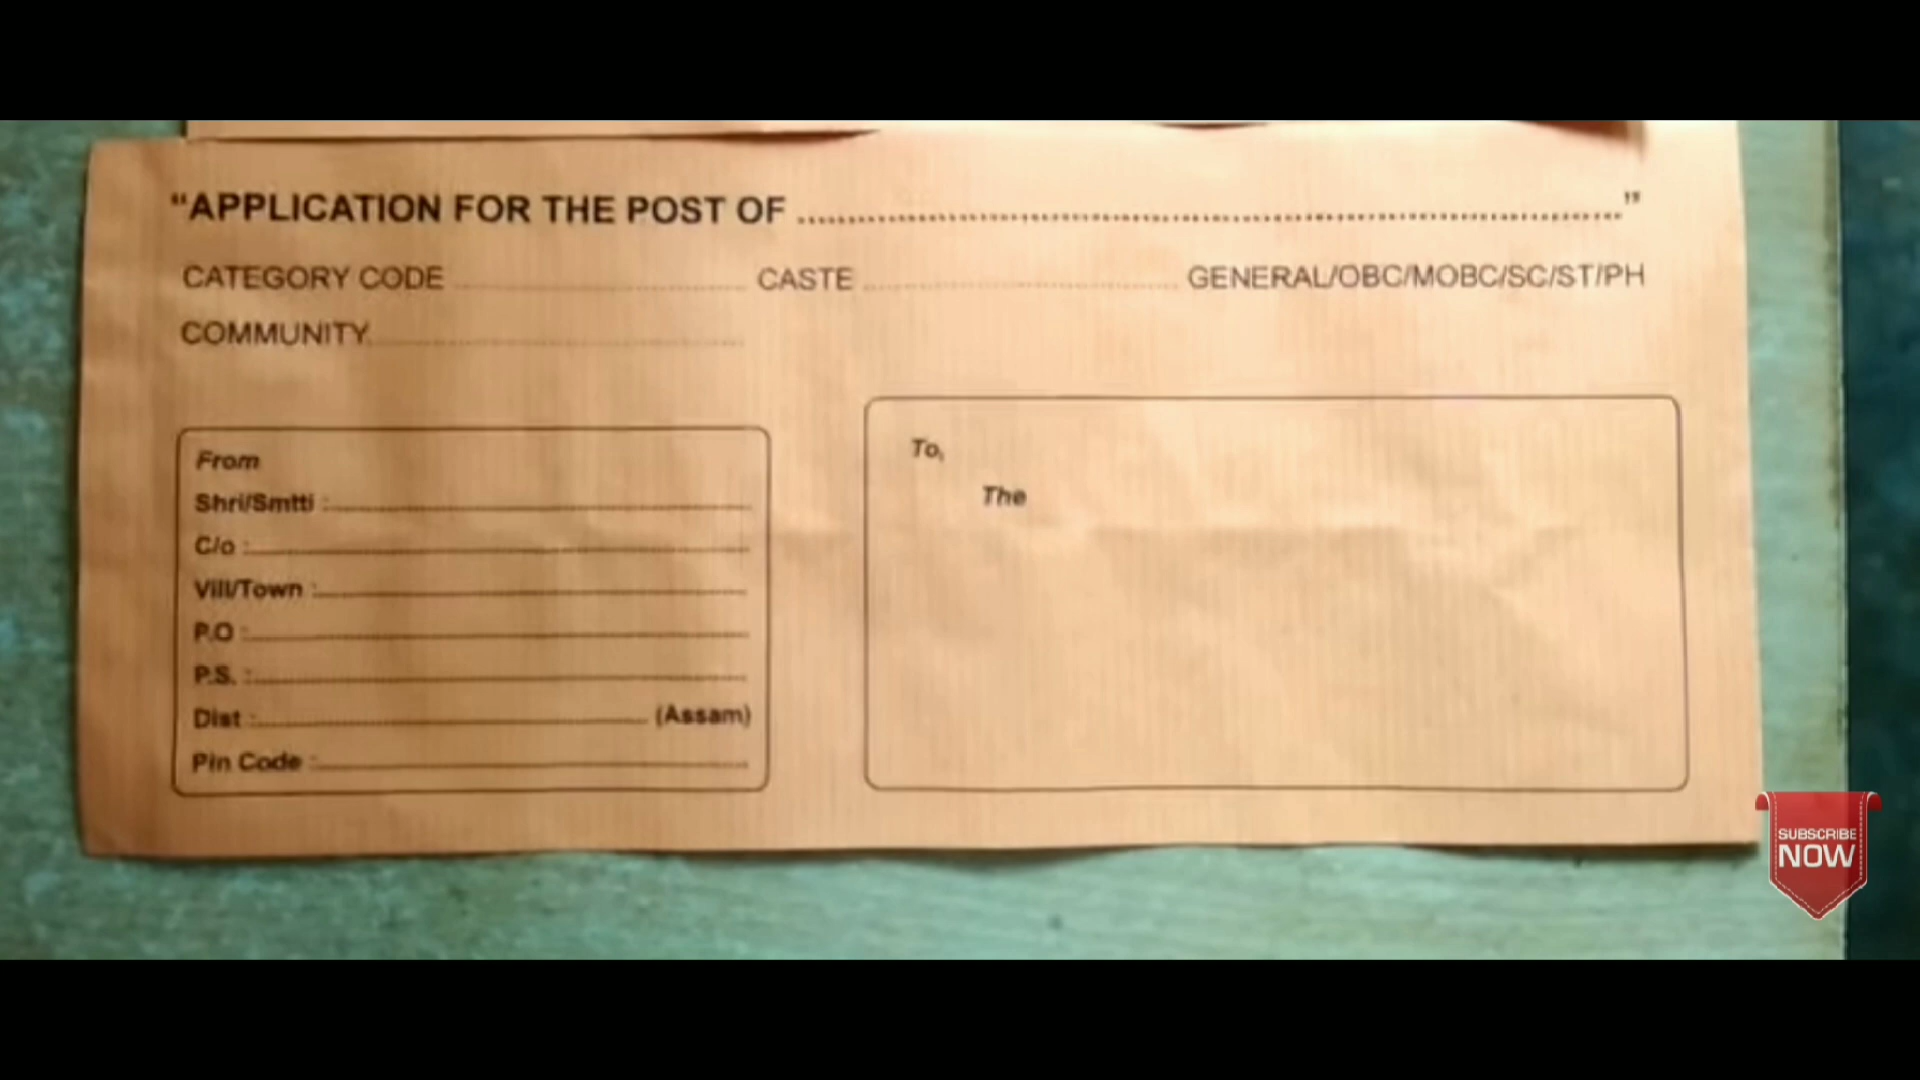 "APPLICATION FOR THE POST OF ........................................"
CATEGORY CODE .................... CASTE .................... GENERAL/OBC/MOBC/SC/ST/PH
COMMUNITY....................
From
Shri/Smtti :....................
C/o :....................
Vill/Town :....................
P.O :....................
P.S. :....................
Dist :.................... (Assam)
Pin Code :....................
To,
The
SUBSCRIBE
NOW